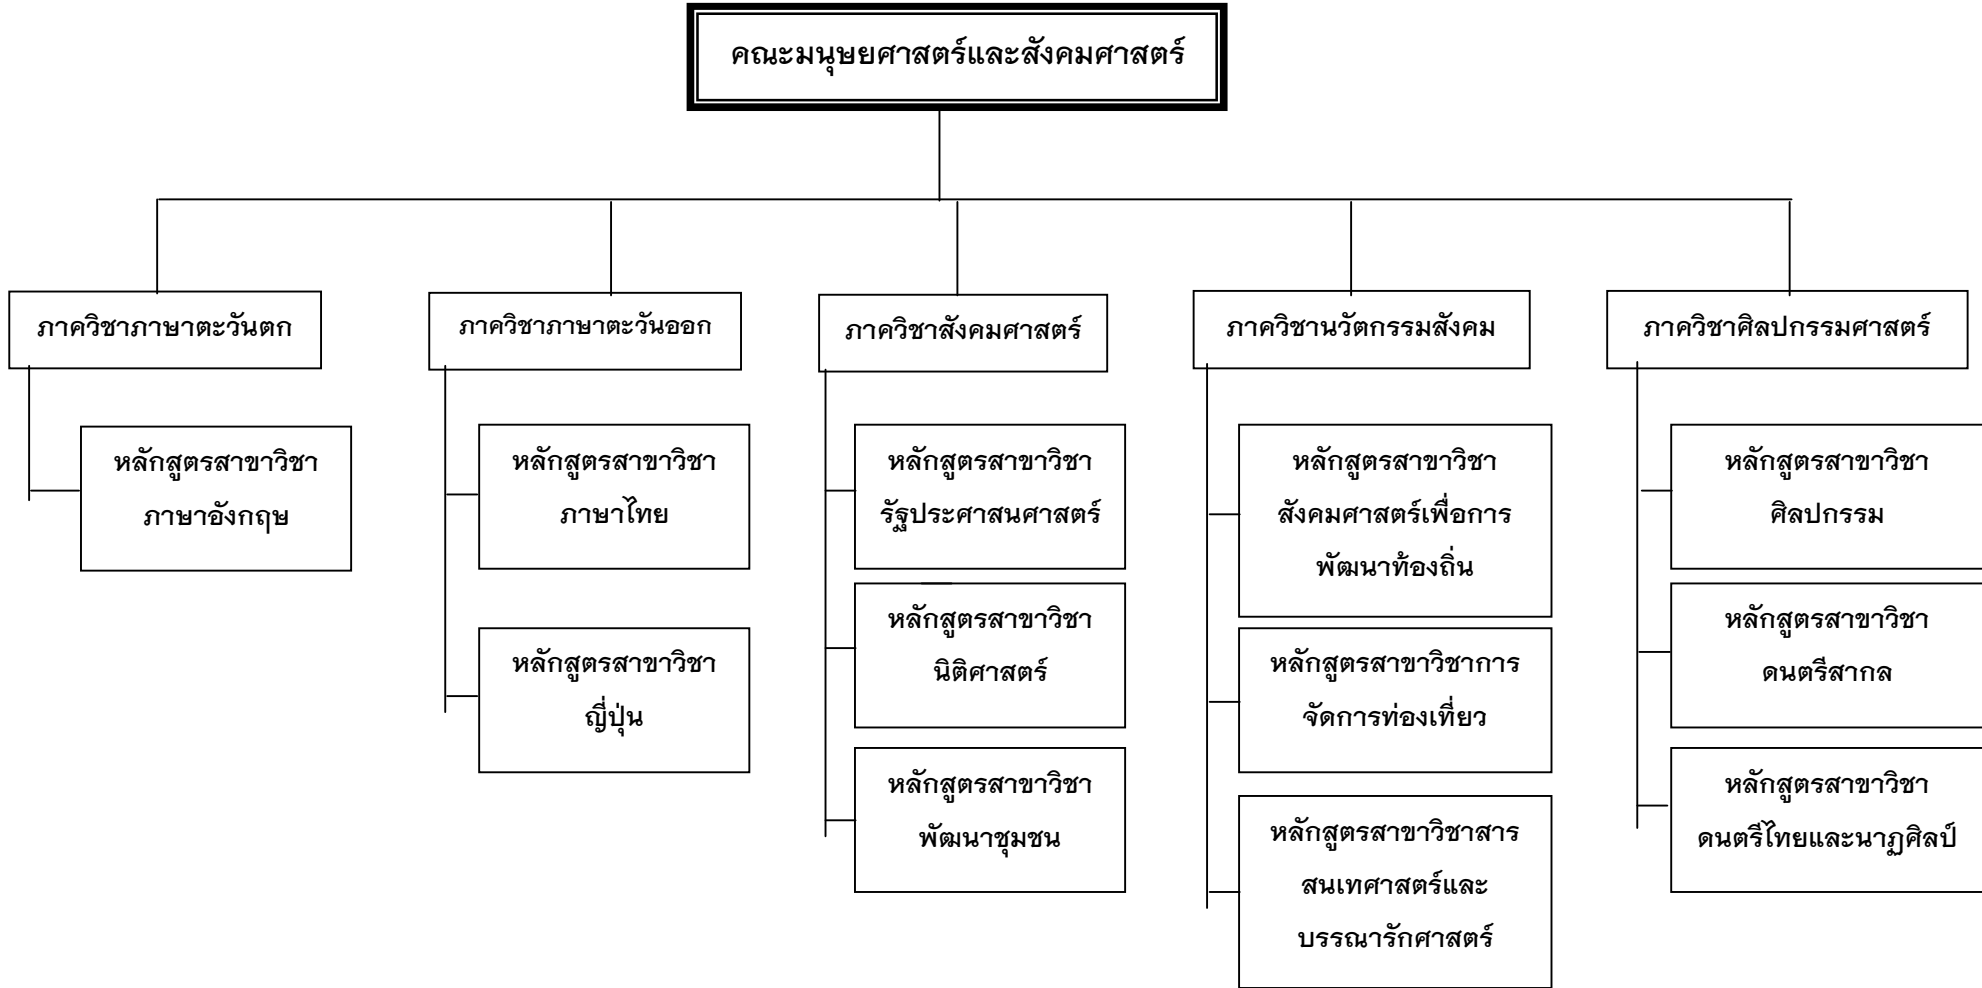 คณะมนุษยศาสตร์และสังคมศาสตร์
ภาควิชาภาษาตะวันตก
หลักสูตรสาขาวิชา
ภาษาอังกฤษ
ภาควิชาภาษาตะวันออก
หลักสูตรสาขาวิชา
ภาษาไทย
หลักสูตรสาขาวิชา
ญี่ปุ่น
ภาควิชาสังคมศาสตร์
หลักสูตรสาขาวิชา
รัฐประศาสนศาสตร์
หลักสูตรสาขาวิชา
นิติศาสตร์
หลักสูตรสาขาวิชา
พัฒนาชุมชน
ภาควิชานวัตกรรมสังคม
หลักสูตรสาขาวิชา
สังคมศาสตร์เพื่อการ
พัฒนาท้องถิ่น
หลักสูตรสาขาวิชาการ
จัดการท่องเที่ยว
หลักสูตรสาขาวิชาสาร
สนเทศาสตร์และ
บรรณารักศาสตร์
ภาควิชาศิลปกรรมศาสตร์
หลักสูตรสาขาวิชา
ศิลปกรรม
หลักสูตรสาขาวิชา
ดนตรีสากล
หลักสูตรสาขาวิชา
ดนตรีไทยและนาฏศิลป์